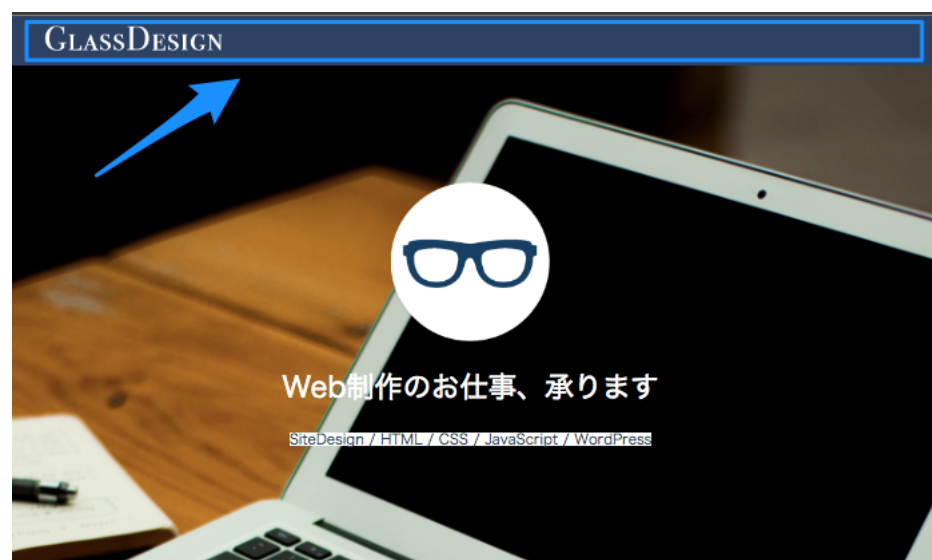 GLASSDESIGN
Web制作のお仕事、承ります
SiteDesign / HTML / CSS / JavaScript / WordPress